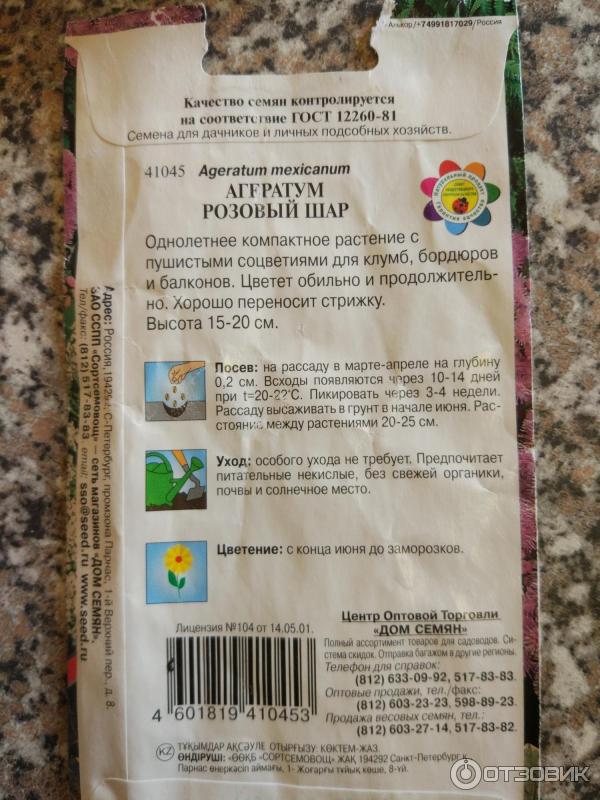 Алькор/+74991817029/Россия
Качество семян контролируется
на соответствие ГОСТ 12260-81
Семена для дачников и личных подсобных хозяйств.
41045 Ageratum mexicanum
АГЕРАТУМ
РОЗОВЫЙ ШАР
Однолетнее компактное растение с
пушистыми соцветиями для клумб, бордюров
и балконов. Цветет обильно и продолжитель-
но. Хорошо переносит стрижку.
Высота 15-20 см.
Посев: на рассаду в марте-апреле на глубину
0,2 см. Всходы появляются через 10-14 дней
при t=20-22°C. Пикировать через 3-4 недели.
Рассаду высаживать в грунт в начале июня. Рас-
стояние между растениями 20-25 см.
Уход: особого ухода не требует. Предпочитает
питательные некислые, без свежей органики,
почвы и солнечное место.
Цветение: с конца июня до заморозков.
Лицензия №104 от 14.05.01.
4 601819 410453
Центр Оптовой Торговли
«ДОМ СЕМЯН»
Полный ассортимент товаров для садоводов. Си-
стема скидок. Отправка багажом в другие регионы.
Телефон для справок:
(812) 633-09-92, 517-83-83.
Оптовые продажи, тел./факс:
(812) 603-23-23, 598-89-23.
Продажа весовых семян, тел.:
(812) 603-27-14, 517-83-82.
KZ ТҰҚЫМДАР АҚСӘУЛЕ ОТЫРҒЫЗУ: КӨКТЕМ-ЖАЗ.
ӨНДІРУШІ: «ӨӨҚБ «СОРТСЕМОВОЩ» ЖАҚ 194292 Санкт-Петербург к.
Парнас өнеркәсіп аймағы, 1- Жоғарғы тұйық көше, 8-үй.
Адрес: Россия, 194292, С-Петербург, промзона Парнас, 1-й Верхний пер., д. 8.
ЗАО ССПП «Сортсемовощ» — сеть магазинов «ДОМ СЕМЯН».
Тел/факс: (812) 517-83-83 email: sso@seed.ru www.seed.ru
натуральный продукт
гарантия качества
ОТЗОВИК